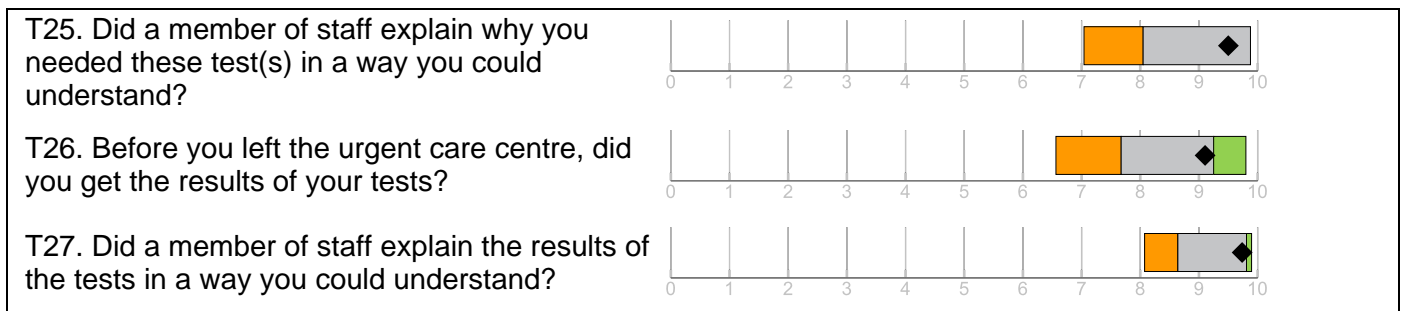 T25. Did a member of staff explain why you
needed these test(s) in a way you could
understand?
0 1 2 3 4 5 6 7 8 9 10
T26. Before you left the urgent care centre, did
you get the results of your tests?
0 1 2 3 4 5 6 7 8 9 10
T27. Did a member of staff explain the results of
the tests in a way you could understand?
0 1 2 3 4 5 6 7 8 9 10